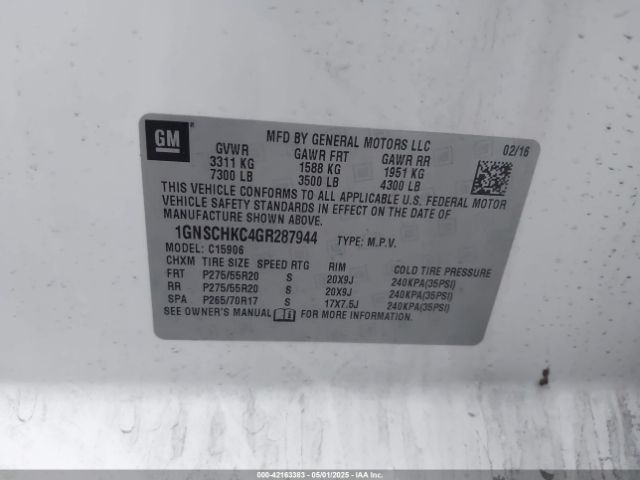 GM
MFD BY GENERAL MOTORS LLC
02/16
GVWR GAWR FRT GAWR RR
3311 KG 1588 KG 1951 KG
7300 LB 3500 LB 4300 LB
THIS VEHICLE CONFORMS TO ALL APPLICABLE U.S. FEDERAL MOTOR
VEHICLE SAFETY STANDARDS IN EFFECT ON THE DATE OF
MANUFACTURE SHOWN ABOVE.
1GNSCHKC4GR287944 TYPE: M.P.V.
MODEL: C15906
CHXM TIRE SIZE SPEED RTG RIM COLD TIRE PRESSURE
FRT P275/55R20 S 20X9J 240KPA(35PSI)
RR P275/55R20 S 20X9J 240KPA(35PSI)
SPA P265/70R17 S 17X7.5J 240KPA(35PSI)
SEE OWNER'S MANUAL FOR MORE INFORMATION.
000-42163383 - 05/01/2025 - IAA Inc.